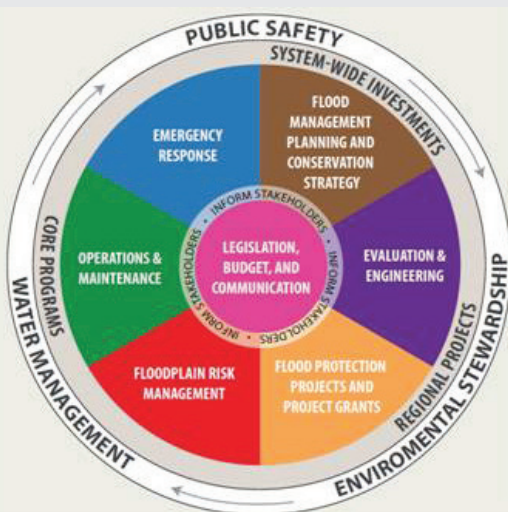 PUBLIC SAFETY
SYSTEM-WIDE INVESTMENTS
EMERGENCY
RESPONSE
FLOOD
MANAGEMENT
PLANNING AND
CONSERVATION
STRATEGY
CORE PROGRAMS
OPERATIONS &
MAINTENANCE
INFORM STAKEHOLDERS • INFORM STAKEHOLDERS • INFORM STAKEHOLDERS • INFORM STAKEHOLDERS •
LEGISLATION,
BUDGET, AND
COMMUNICATION
EVALUATION &
ENGINEERING
FLOODPLAIN RISK
MANAGEMENT
FLOOD PROTECTION
PROJECTS AND
PROJECT GRANTS
REGIONAL PROJECTS
WATER MANAGEMENT
ENVIROMENTAL STEWARDSHIP